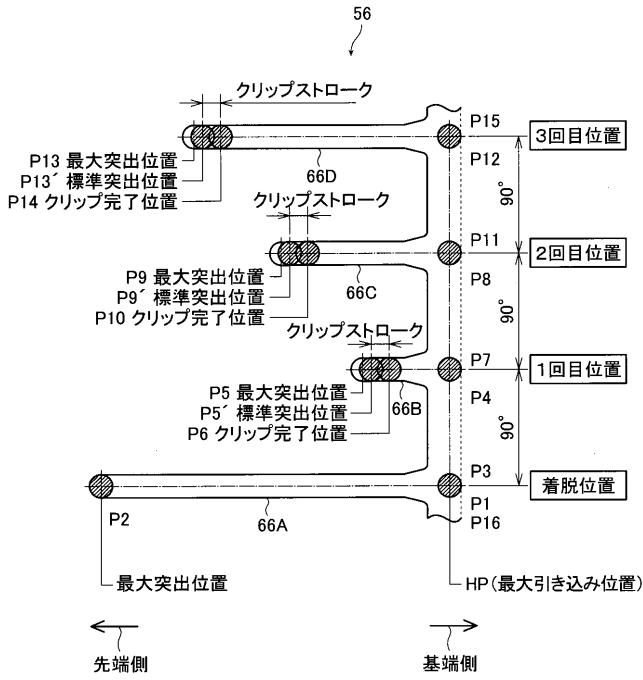 56
クリップストローク
P15
3回目位置
P13 最大突出位置
P12
P13´ 標準突出位置
66D
P14 クリップ完了位置
90°
クリップストローク
P11
2回目位置
P9 最大突出位置
P8
66C
P9´ 標準突出位置
P10 クリップ完了位置
90°
クリップストローク
P7
1回目位置
P5 最大突出位置
P4
66B
P5´ 標準突出位置
P6 クリップ完了位置
90°
P3
着脱位置
P2
P1
66A
P16
最大突出位置
HP(最大引き込み位置)
先端側
基端側